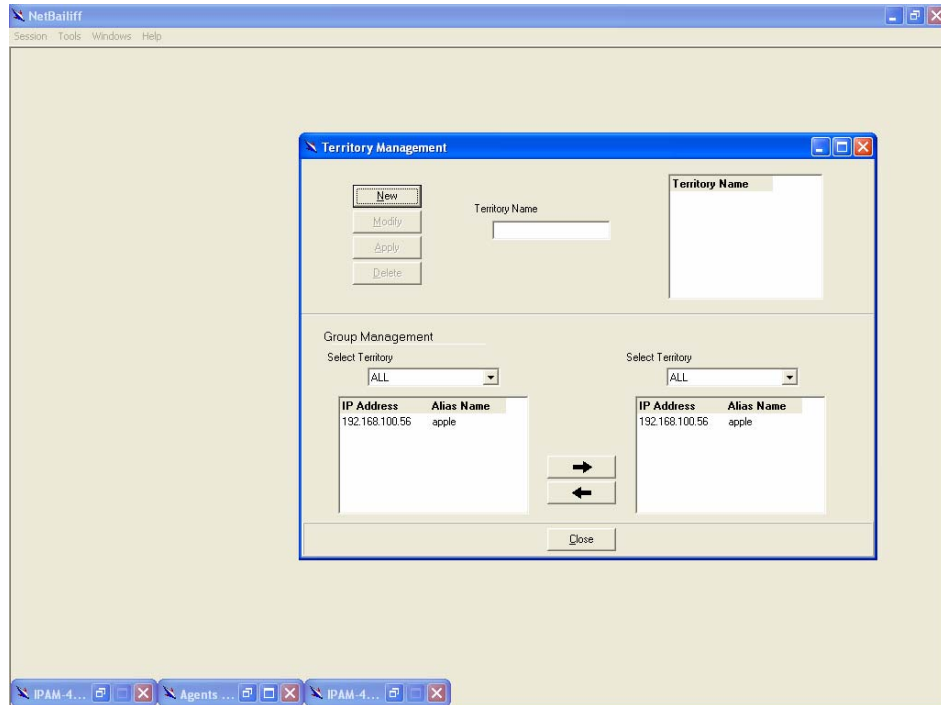 NetBailiff
Session Tools Windows Help
Territory Management
New
Modify
Apply
Delete
Territory Name
Territory Name
Group Management
Select Territory
ALL
IP Address Alias Name
192.168.100.56 apple
Select Territory
ALL
IP Address Alias Name
192.168.100.56 apple
Close
IPAM-4... Agents ... IPAM-4...